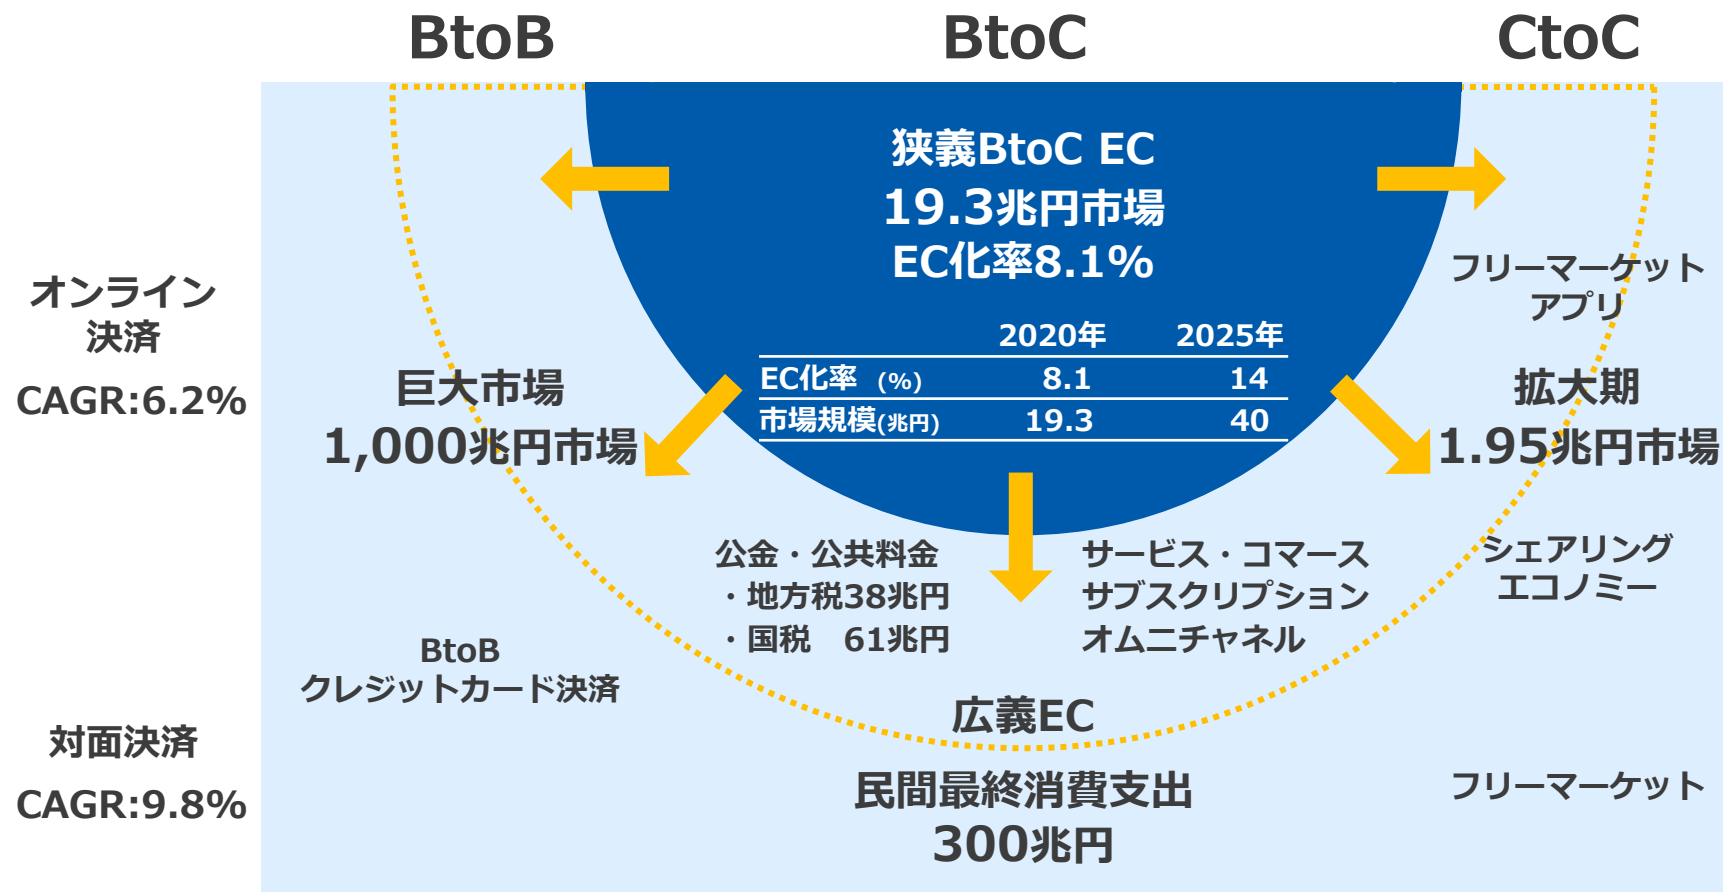 BtoB
BtoC
CtoC
狭義BtoC EC
19.3兆円市場
EC化率8.1%
2020年 2025年
EC化率 (%) 8.1 14
市場規模(兆円) 19.3 40
オンライン
決済
CAGR:6.2%
巨大市場
1,000兆円市場
フリーマーケット
アプリ
拡大期
1.95兆円市場
公金・公共料金
・地方税38兆円
・国税 61兆円
サービス・コマース
サブスクリプション
オムニチャネル
シェアリング
エコノミー
BtoB
クレジットカード決済
広義EC
対面決済
CAGR:9.8%
民間最終消費支出
300兆円
フリーマーケット